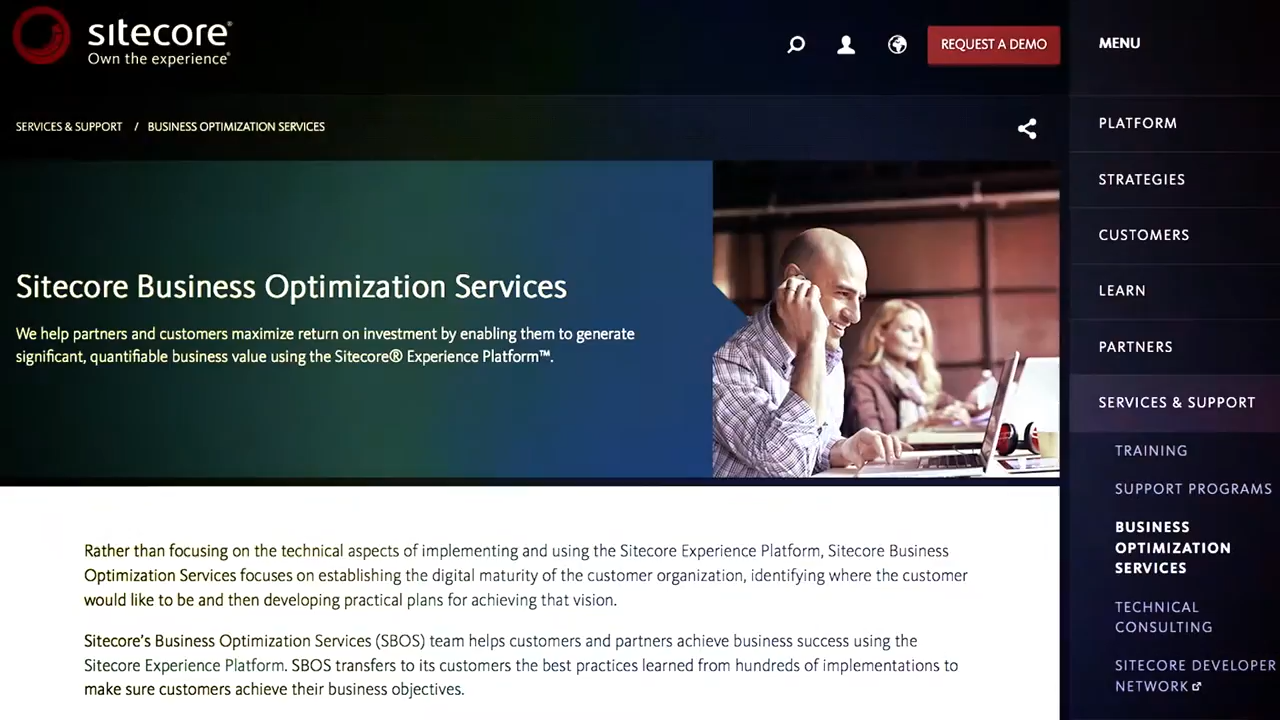 sitecore®
Own the experience®
REQUEST A DEMO
MENU
SERVICES & SUPPORT / BUSINESS OPTIMIZATION SERVICES
PLATFORM
STRATEGIES
CUSTOMERS
LEARN
PARTNERS
SERVICES & SUPPORT
TRAINING
SUPPORT PROGRAMS
BUSINESS
OPTIMIZATION
SERVICES
TECHNICAL
CONSULTING
SITECORE DEVELOPER
NETWORK
Sitecore Business Optimization Services
We help partners and customers maximize return on investment by enabling them to generate
significant, quantifiable business value using the Sitecore® Experience Platform™.
Rather than focusing on the technical aspects of implementing and using the Sitecore Experience Platform, Sitecore Business
Optimization Services focuses on establishing the digital maturity of the customer organization, identifying where the customer
would like to be and then developing practical plans for achieving that vision.
Sitecore's Business Optimization Services (SBOS) team helps customers and partners achieve business success using the
Sitecore Experience Platform. SBOS transfers to its customers the best practices learned from hundreds of implementations to
make sure customers achieve their business objectives.